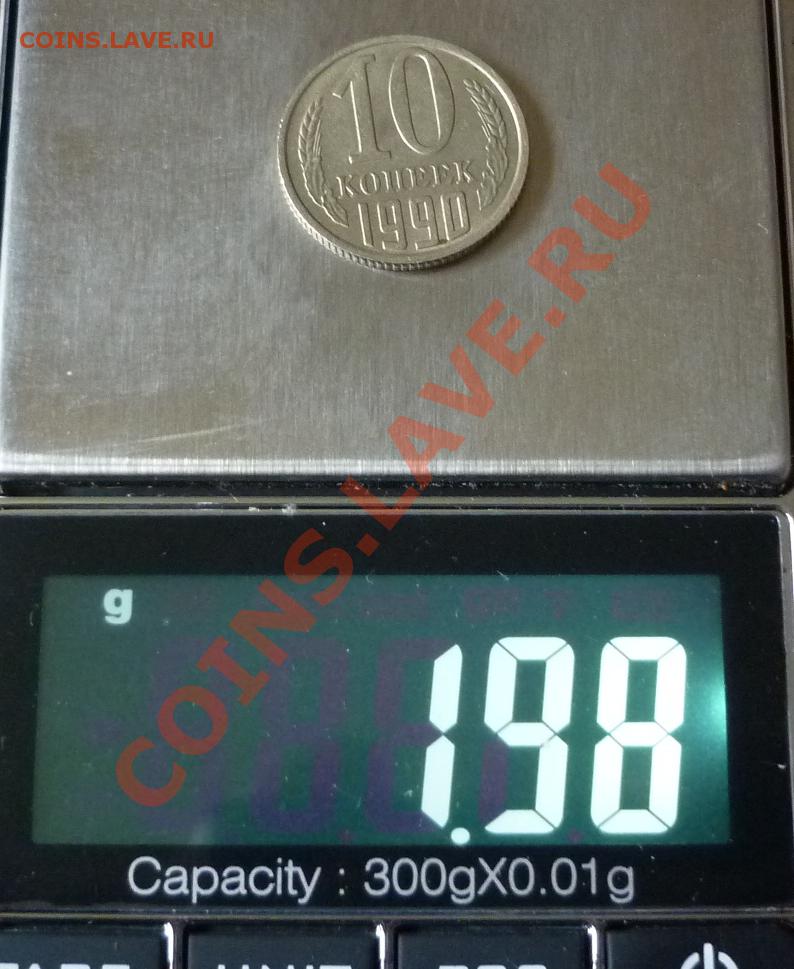 COINS.LAVE.RU
10
КОПЕЕК
1990
COINS.LAVE.RU
g
1.98
Capacity : 300gX0.01g